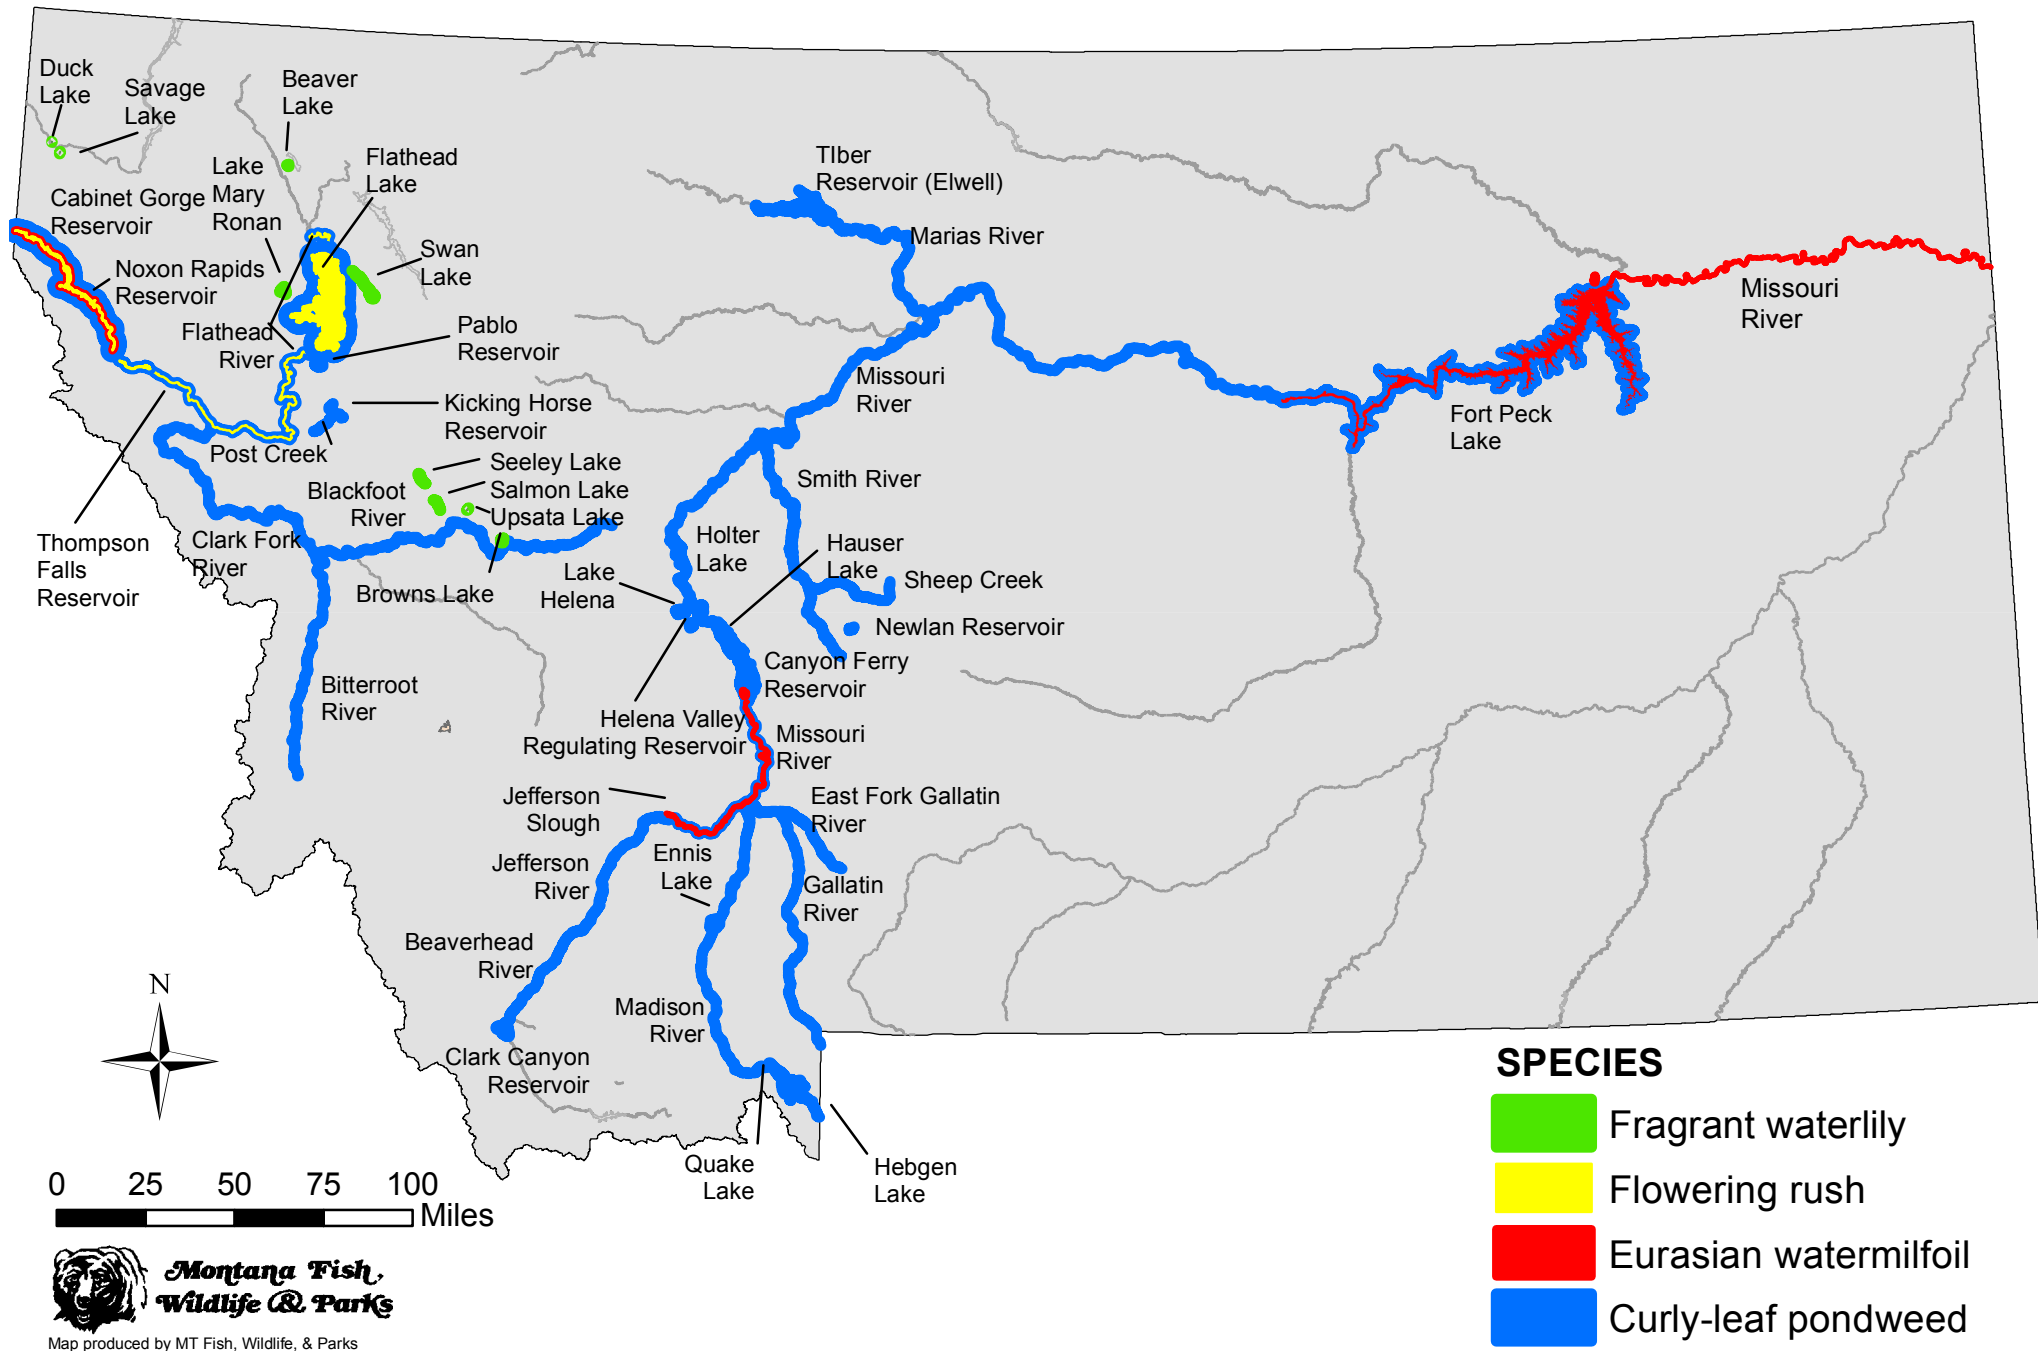 Duck
Lake
Savage
Lake
Beaver
Lake
Lake
Mary
Ronan
Flathead
Lake
TIber
Reservoir (Elwell)
Cabinet Gorge
Reservoir
Marias River
Swan
Lake
Noxon Rapids
Reservoir
Missouri
River
Flathead
River
Pablo
Reservoir
Missouri
River
Kicking Horse
Reservoir
Fort Peck
Lake
Post Creek
Seeley Lake
Salmon Lake
Upsata Lake
Smith River
Blackfoot
River
Thompson
Falls
Reservoir
Clark Fork
River
Holter
Lake
Hauser
Lake
Lake
Helena
Sheep Creek
Browns Lake
Newlan Reservoir
Canyon Ferry
Reservoir
Bitterroot
River
Helena Valley
Regulating Reservoir
Missouri
River
Jefferson
Slough
East Fork Gallatin
River
Ennis
Lake
Jefferson
River
Gallatin
River
Beaverhead
River
N
Madison
River
Clark Canyon
Reservoir
Quake
Lake
Hebgen
Lake
SPECIES
Fragrant waterlily
Flowering rush
Eurasian watermilfoil
Curly-leaf pondweed
0 25 50 75 100
Miles
Montana Fish,
Wildlife & Parks
Map produced by MT Fish, Wildlife, & Parks